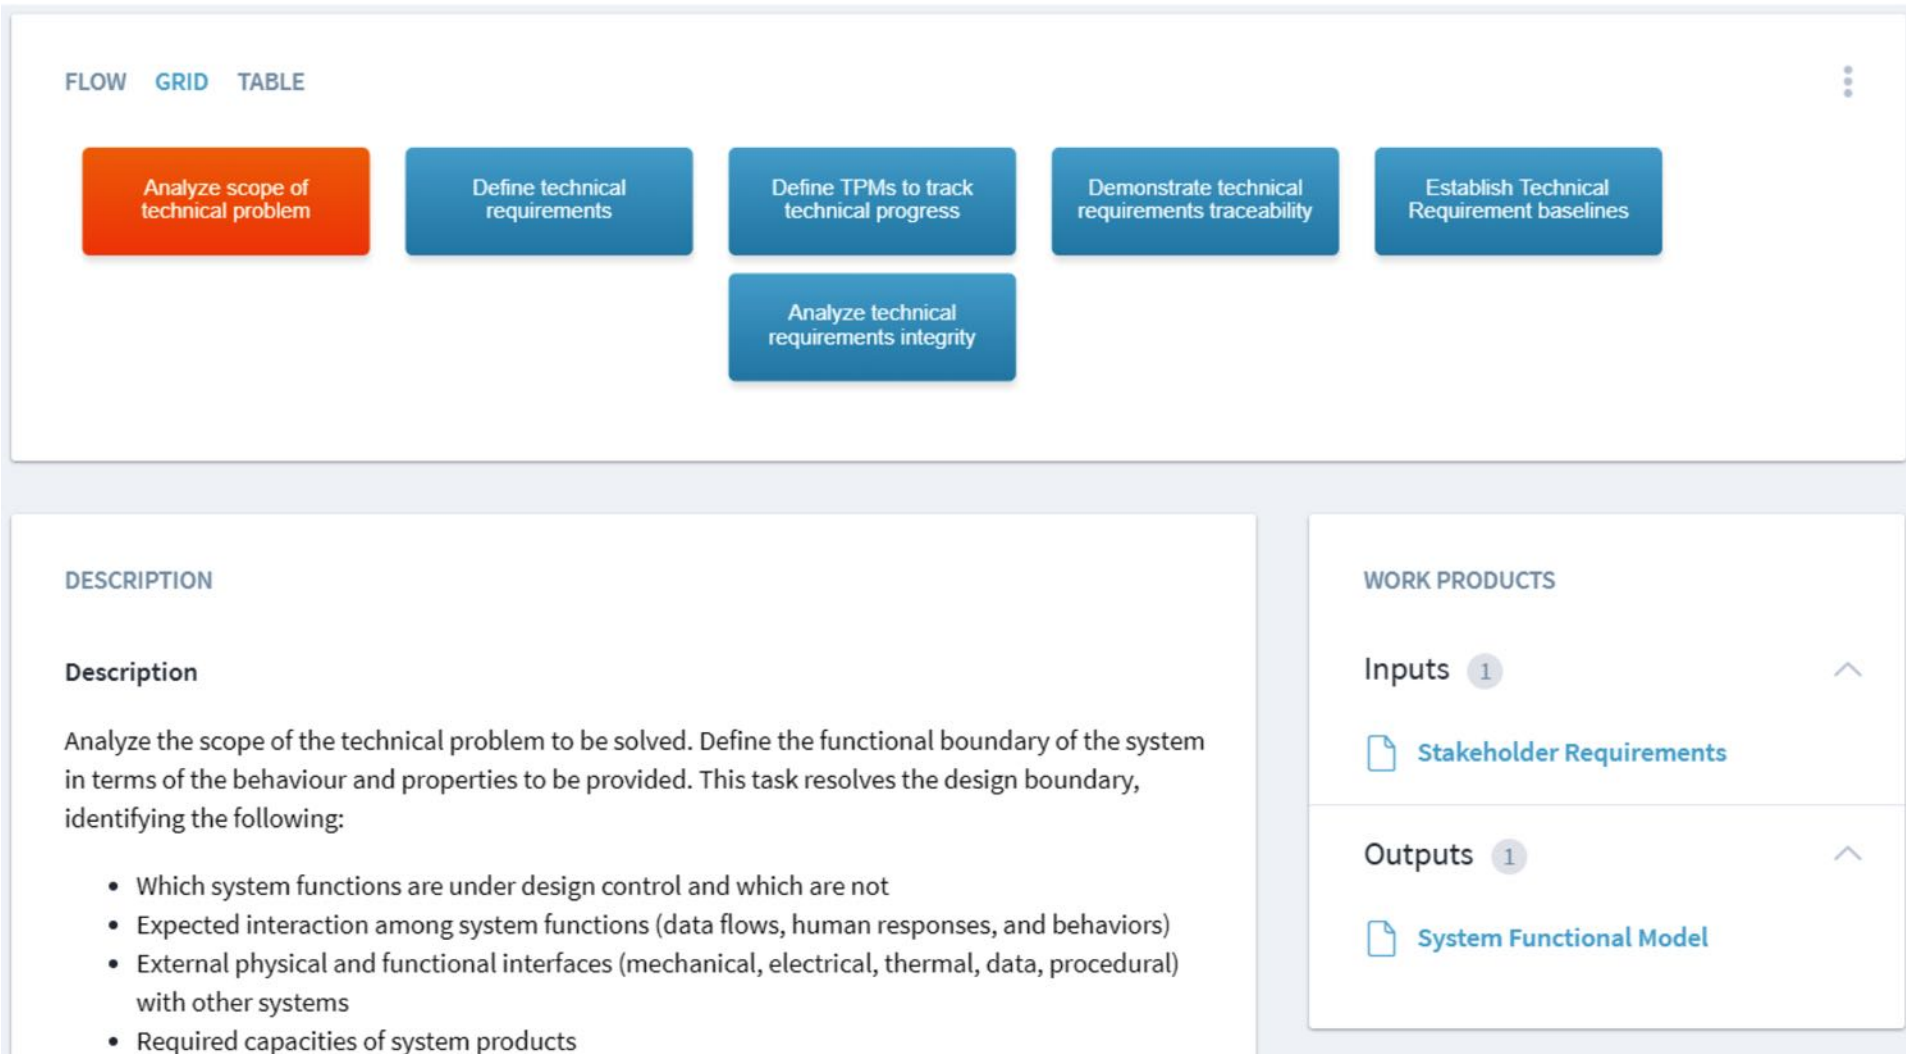 FLOW GRID TABLE
Analyze scope of
technical problem
Define technical
requirements
Define TPMs to track
technical progress
Demonstrate technical
requirements traceability
Establish Technical
Requirement baselines
Analyze technical
requirements integrity
DESCRIPTION
Description
Analyze the scope of the technical problem to be solved. Define the functional boundary of the system
in terms of the behaviour and properties to be provided. This task resolves the design boundary,
identifying the following:
• Which system functions are under design control and which are not
• Expected interaction among system functions (data flows, human responses, and behaviors)
• External physical and functional interfaces (mechanical, electrical, thermal, data, procedural)
with other systems
• Required capacities of system products
WORK PRODUCTS
Inputs 1
Stakeholder Requirements
Outputs 1
System Functional Model